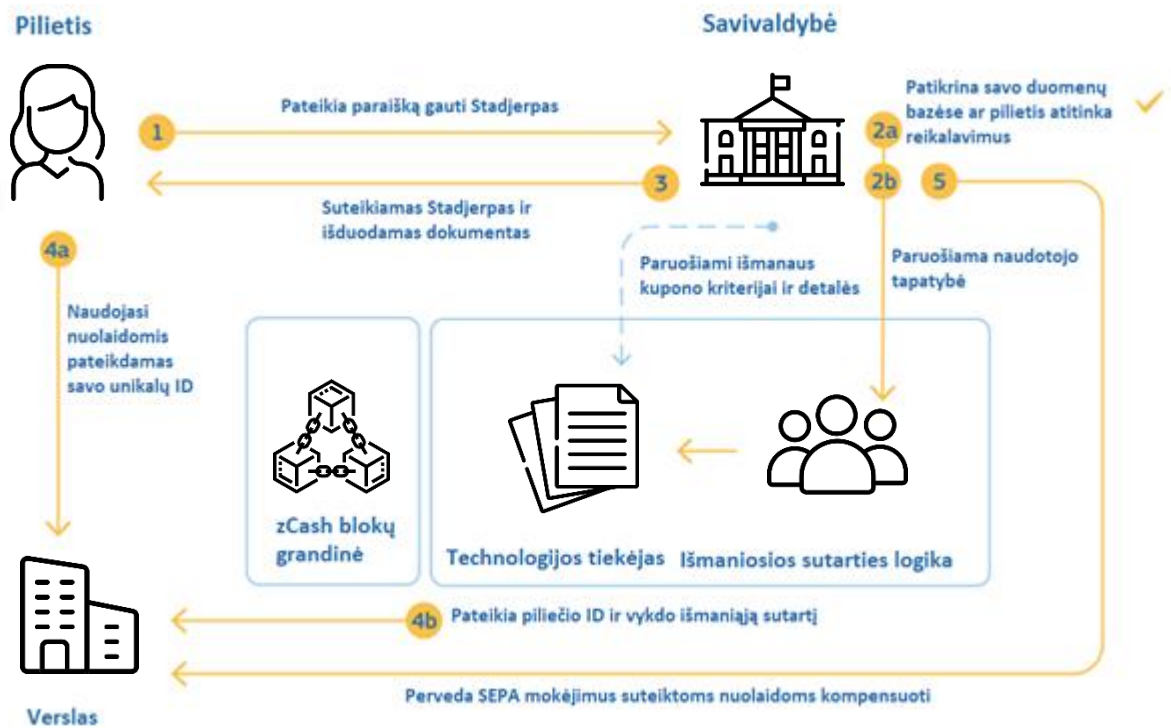 Pilietis
Savivaldybė
Pateikia paraišką gauti Stadjerpas
Patikrina savo duomenų
bazėse ar pilietis atitinka
reikalavimus
1
2a
3
2b
5
Suteikiamas Stadjerpas ir
išduodamas dokumentas
4a
Paruošiami išmanaus
kupono kriterijai ir detalės
Paruošiama naudotojo
tapatybė
Naudojasi
nuolaidomis
pateikdamas
savo unikalų ID
zCash blokų
grandinė
Technologijos tiekėjas
Išmaniosios sutarties logika
4b
Pateikia piliečio ID ir vykdo išmaniąją sutartį
Perveda SEPA mokėjimus suteiktoms nuolaidoms kompensuoti
Verslas